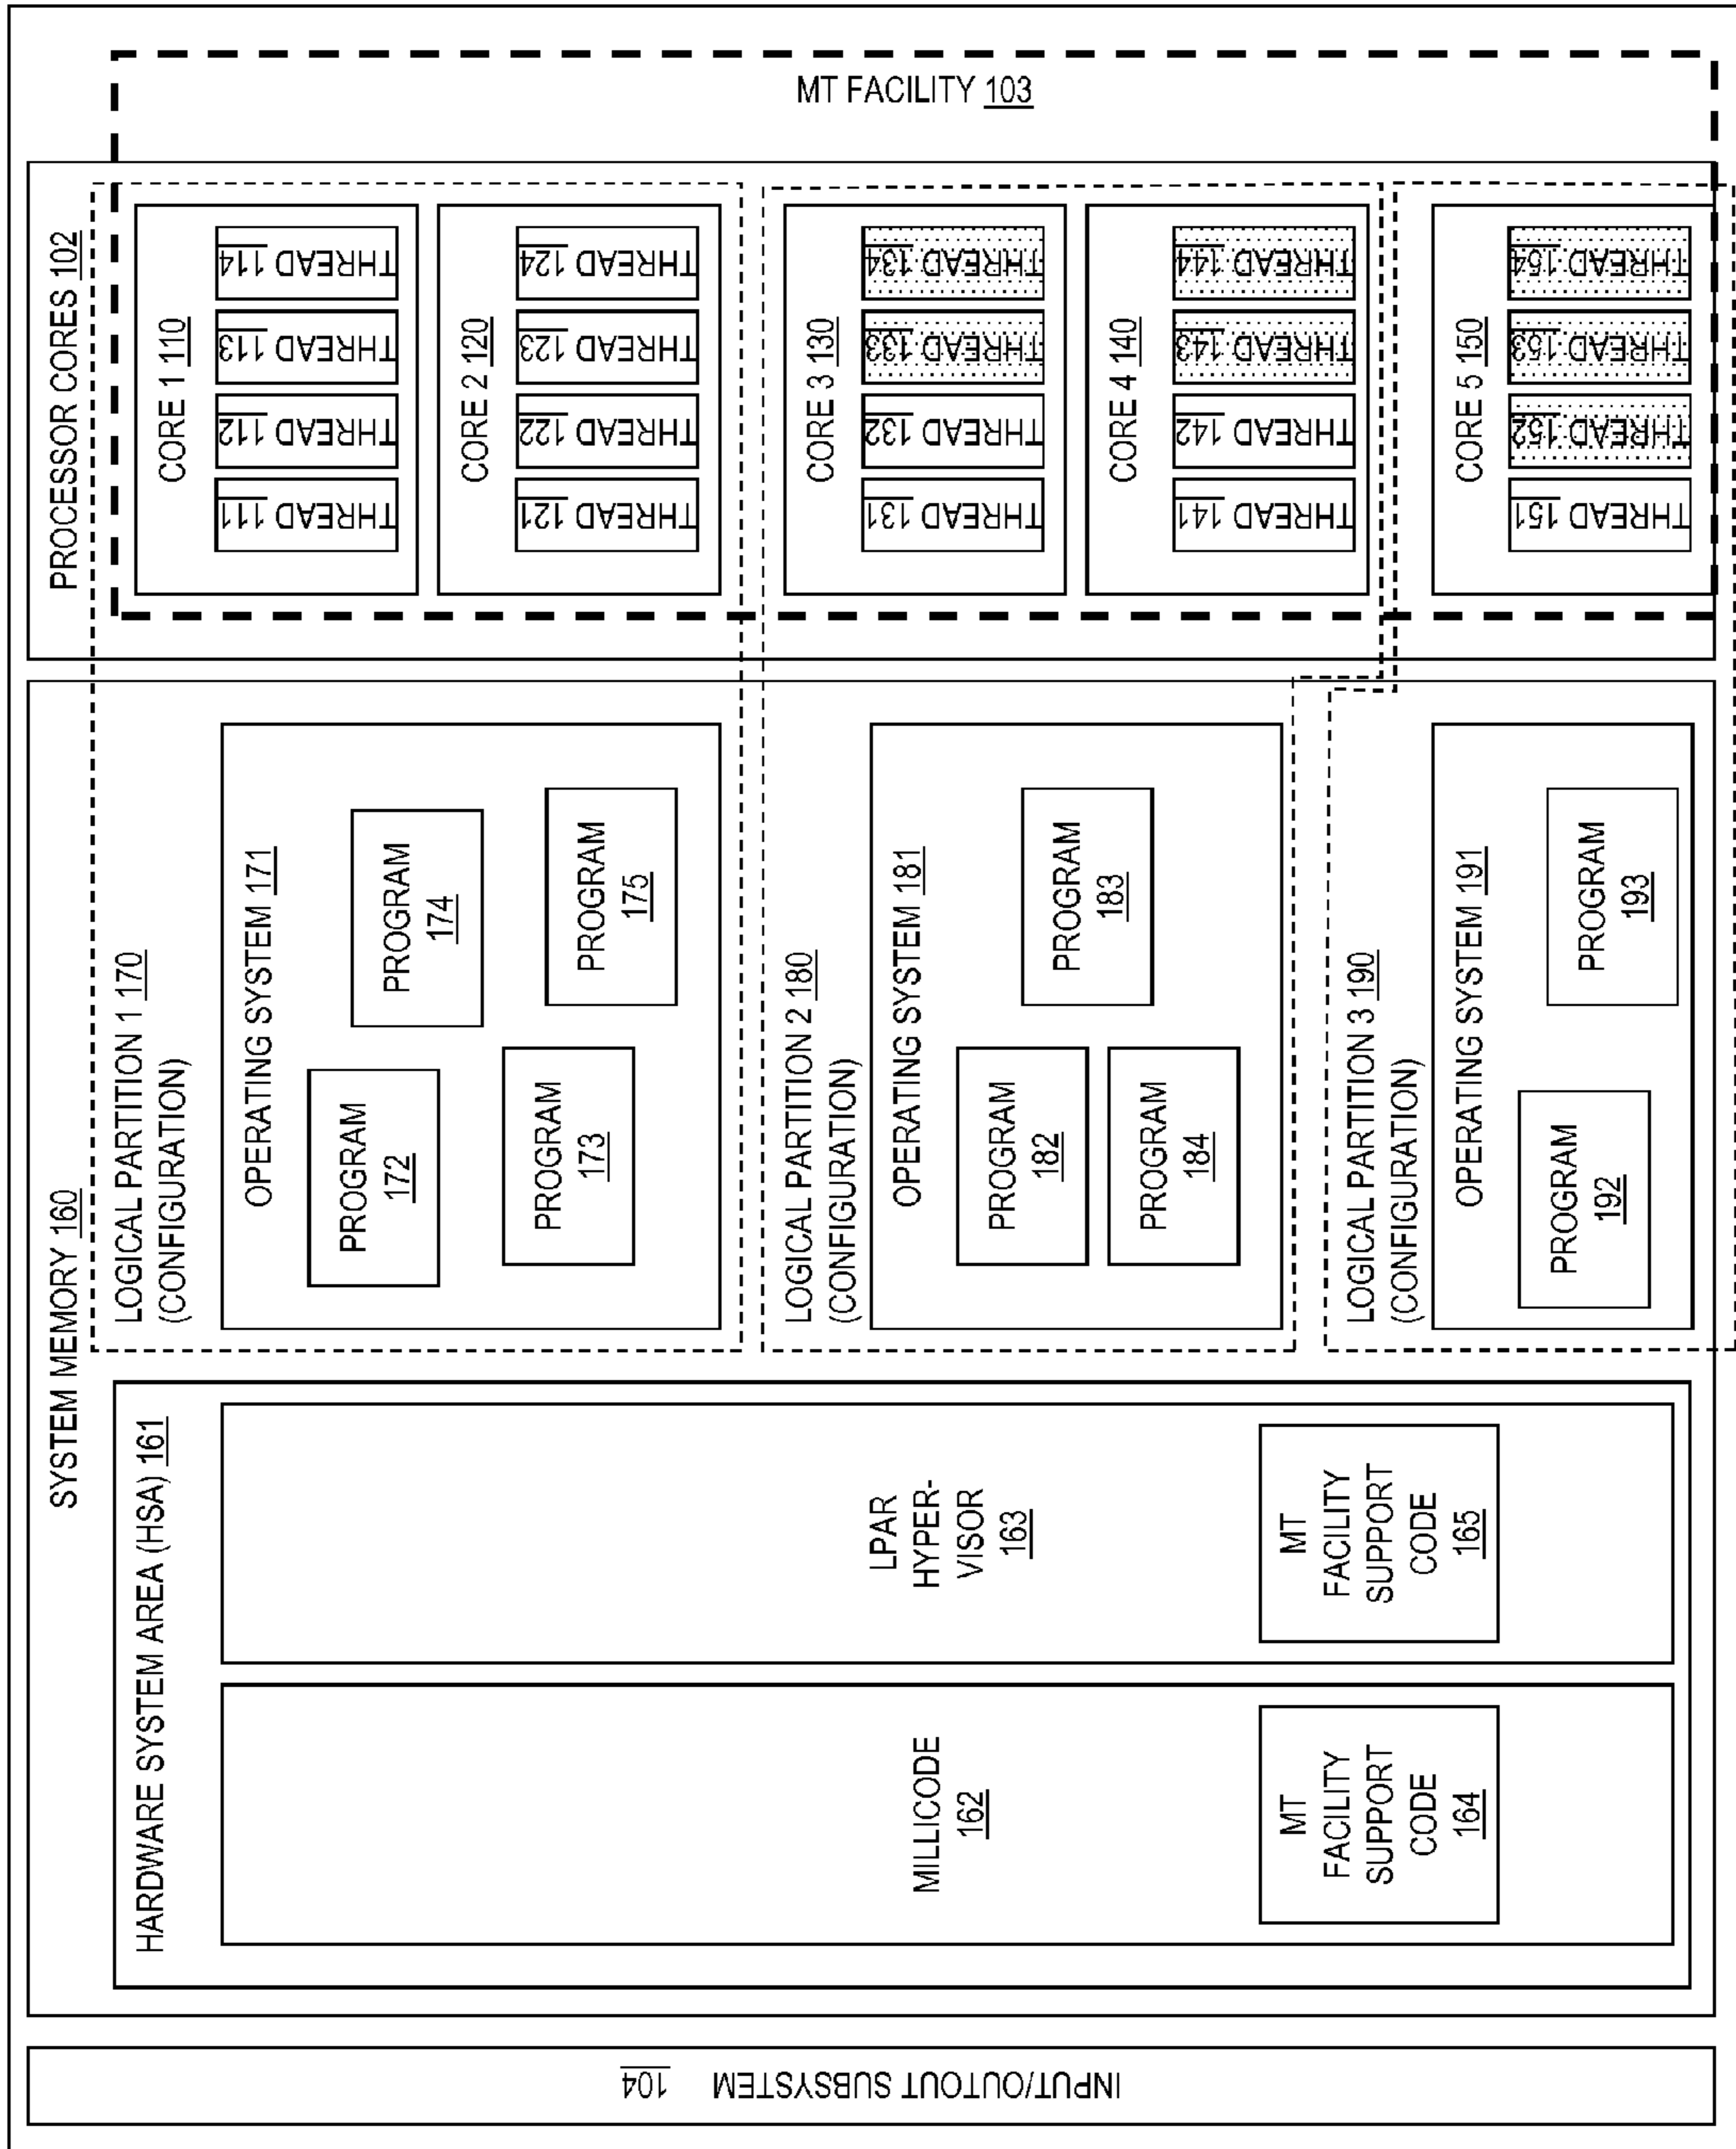 MT FACILITY 103
PROCESSOR CORES 102
CORE 1 110
THREAD 111
THREAD 112
THREAD 113
THREAD 114
CORE 2 120
THREAD 121
THREAD 122
THREAD 123
THREAD 124
CORE 3 130
THREAD 131
THREAD 132
THREAD 133
THREAD 134
CORE 4 140
THREAD 141
THREAD 142
THREAD 143
THREAD 144
CORE 5 150
THREAD 151
THREAD 152
THREAD 153
THREAD 154
SYSTEM MEMORY 160
LOGICAL PARTITION 1 170
(CONFIGURATION)
OPERATING SYSTEM 171
PROGRAM
172
PROGRAM
174
PROGRAM
173
PROGRAM
175
LOGICAL PARTITION 2 180
(CONFIGURATION)
OPERATING SYSTEM 181
PROGRAM
182
PROGRAM
183
PROGRAM
184
LOGICAL PARTITION 3 190
(CONFIGURATION)
OPERATING SYSTEM 191
PROGRAM
192
PROGRAM
193
HARDWARE SYSTEM AREA (HSA) 161
LPAR
HYPER-
VISOR
163
MT
FACILITY
SUPPORT
CODE
165
MILLICODE
162
MT
FACILITY
SUPPORT
CODE
164
INPUT/OUTOUT SUBSYSTEM 104